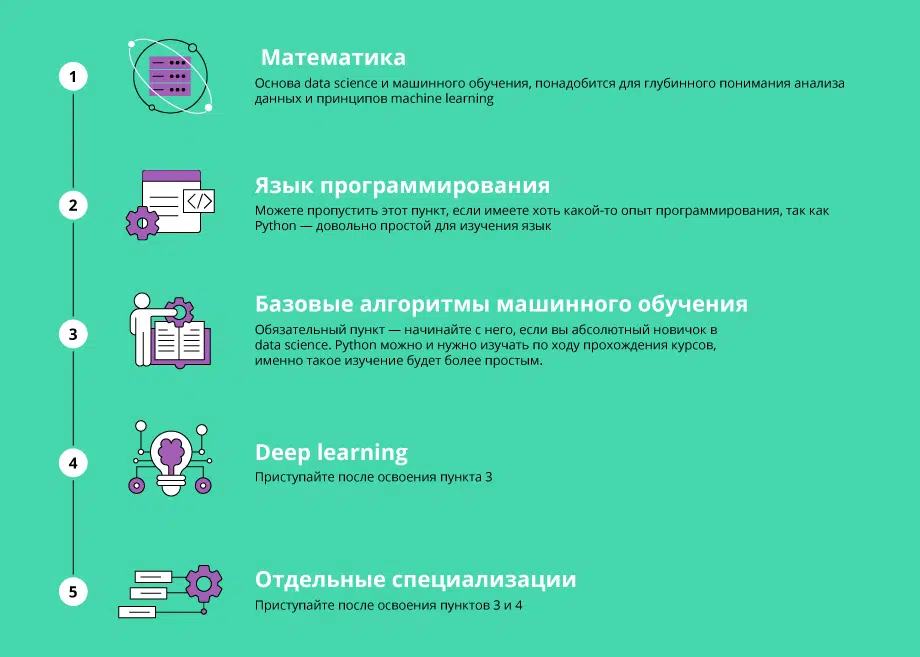 1
Математика
Основа data science и машинного обучения, понадобится для глубинного понимания анализа
данных и принципов machine learning
2
Язык программирования
Можете пропустить этот пункт, если имеете хоть какой-то опыт программирования, так как
Python — довольно простой для изучения язык
3
Базовые алгоритмы машинного обучения
Обязательный пункт — начинайте с него, если вы абсолютный новичок в
data science. Python можно и нужно изучать по ходу прохождения курсов,
именно такое изучение будет более простым.
4
Deep learning
Приступайте после освоения пункта 3
5
Отдельные специализации
Приступайте после освоения пунктов 3 и 4